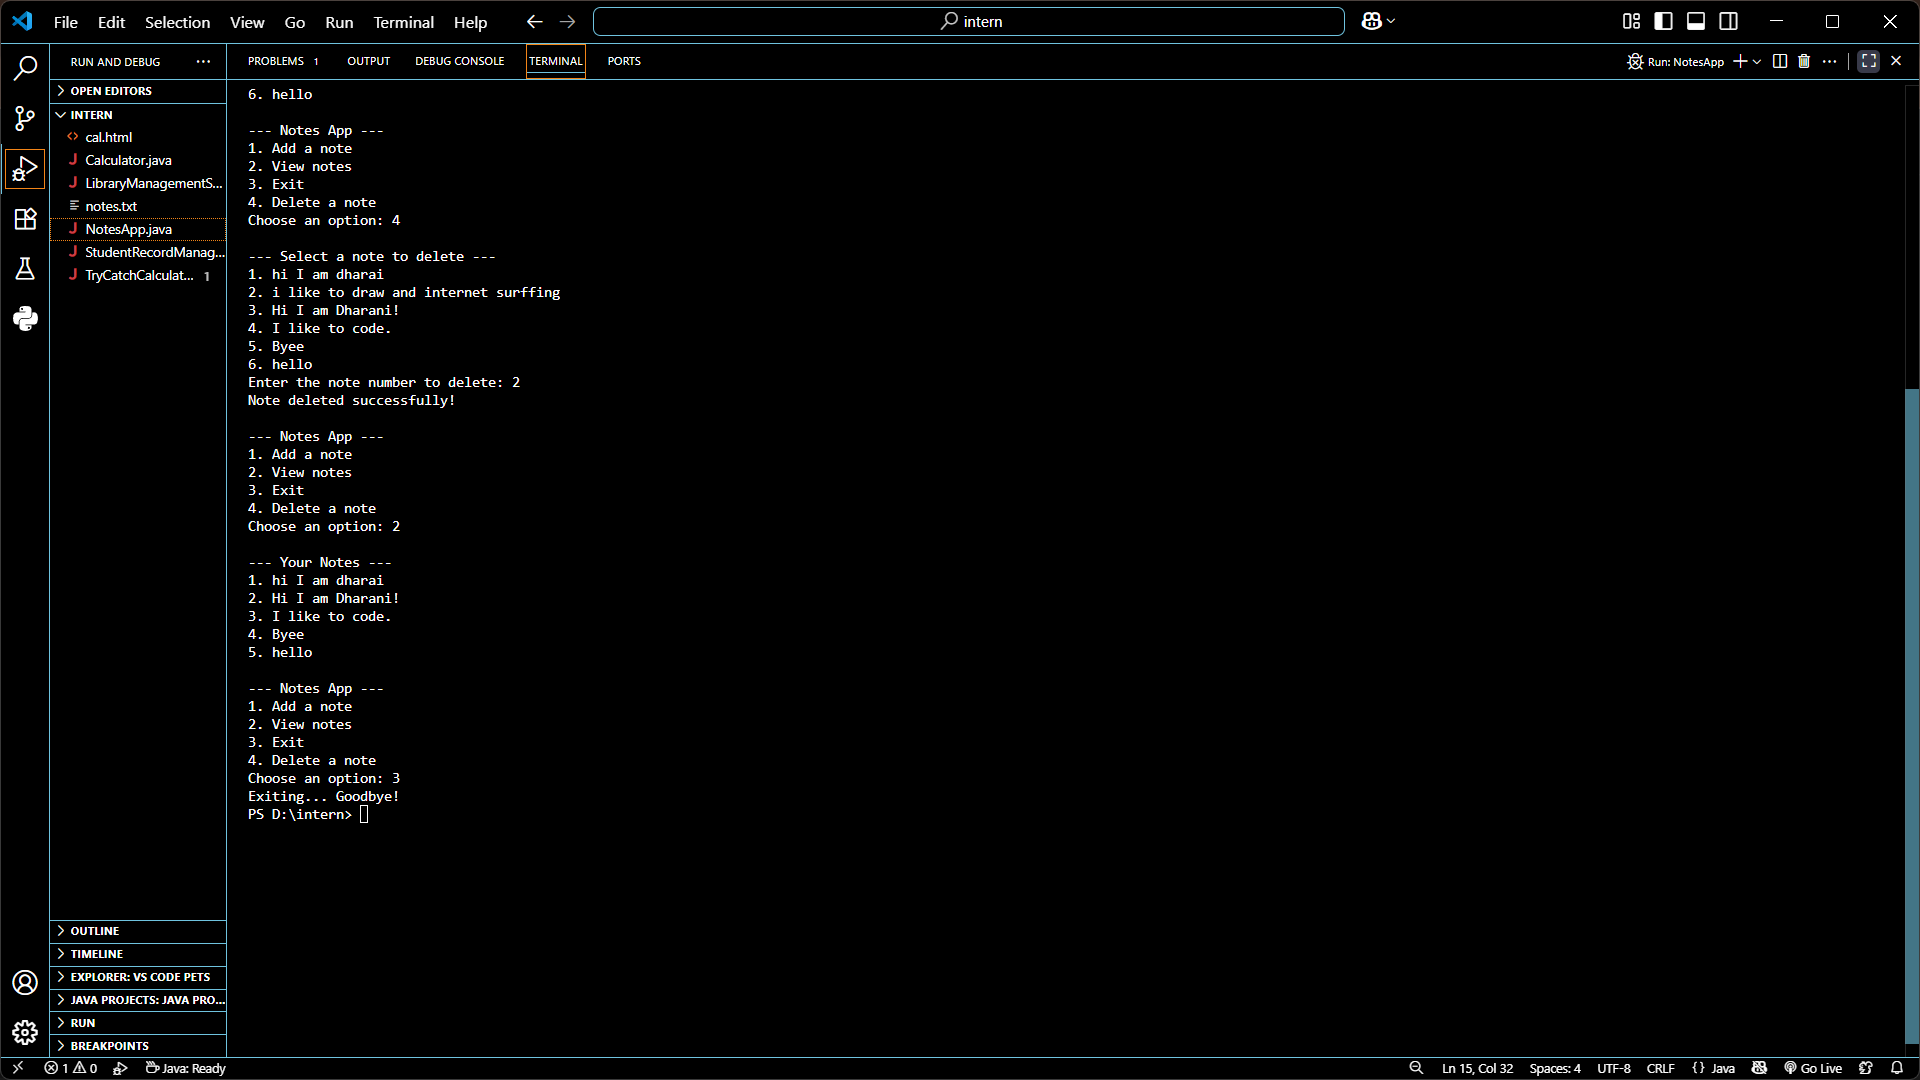 File Edit Selection View Go Run Terminal Help
intern
RUN AND DEBUG
PROBLEMS 1 OUTPUT DEBUG CONSOLE TERMINAL PORTS
Run: NotesApp
OPEN EDITORS
INTERN
cal.html
Calculator.java
LibraryManagementS...
notes.txt
NotesApp.java
StudentRecordManag...
TryCatchCalculat... 1
6. hello
--- Notes App ---
1. Add a note
2. View notes
3. Exit
4. Delete a note
Choose an option: 4
--- Select a note to delete ---
1. hi I am dharai
2. i like to draw and internet surffing
3. Hi I am Dharani!
4. I like to code.
5. Byee
6. hello
Enter the note number to delete: 2
Note deleted successfully!
--- Notes App ---
1. Add a note
2. View notes
3. Exit
4. Delete a note
Choose an option: 2
--- Your Notes ---
1. hi I am dharai
2. Hi I am Dharani!
3. I like to code.
4. Byee
5. hello
--- Notes App ---
1. Add a note
2. View notes
3. Exit
4. Delete a note
Choose an option: 3
Exiting... Goodbye!
PS D:\intern>
OUTLINE
TIMELINE
EXPLORER: VS CODE PETS
JAVA PROJECTS: JAVA PRO...
RUN
BREAKPOINTS
1 0 Java: Ready
Ln 15, Col 32 Spaces: 4 UTF-8 CRLF {} Java Go Live